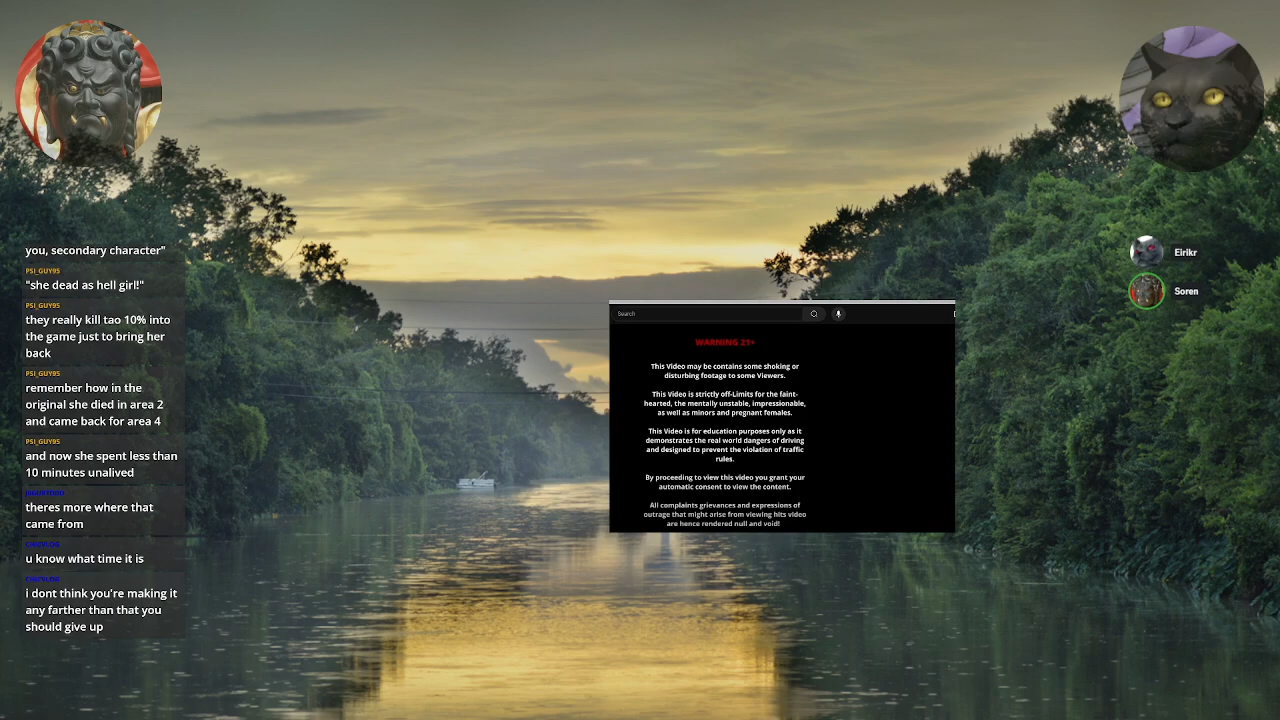 you, secondary character"
PSI_GUY95
"she dead as hell girl!"
PSI_GUY95
they really kill tao 10% into
the game just to bring her
back
PSI_GUY95
remember how in the
original she died in area 2
and came back for area 4
PSI_GUY95
and now she spent less than
10 minutes unalived
theres more where that
came from
u know what time it is
i dont think you're making it
any farther than that you
should give up
Search
WARNING 21+
This Video may be contains some shoking or
disturbing footage to some Viewers.
This Video is strictly off-Limits for the faint-
hearted, the mentally unstable, impressionable,
as well as minors and pregnant females.
This Video is for education purposes only as it
demonstrates the real world dangers of driving
and designed to prevent the violation of traffic
rules.
By proceeding to view this video you grant your
automatic consent to view the content.
All complaints grievances and expressions of
outrage that might arise from viewing hits video
are hence rendered null and void!
Eirikr
Soren